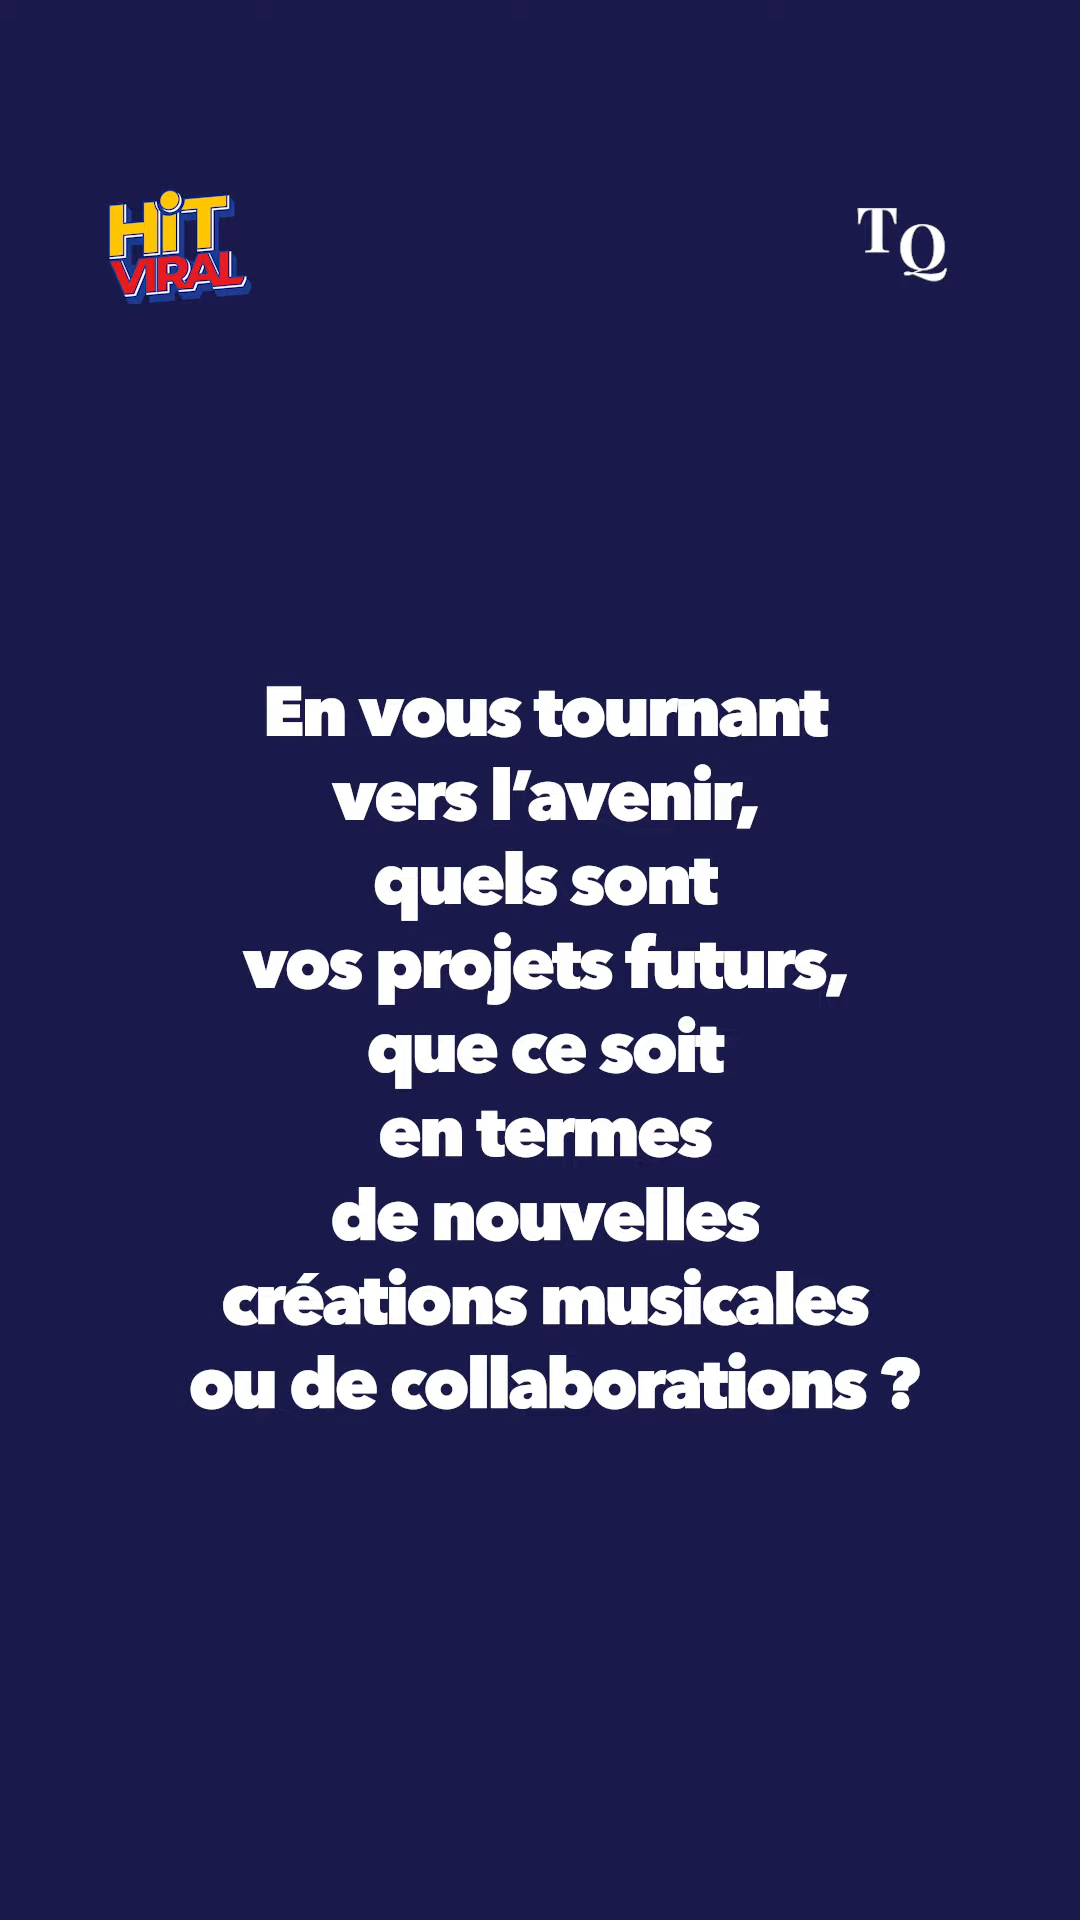 HiT
VIRAL
T
Q
En vous tournant
vers l’avenir,
quels sont
vos projets futurs,
que ce soit
en termes
de nouvelles
créations musicales
ou de collaborations ?